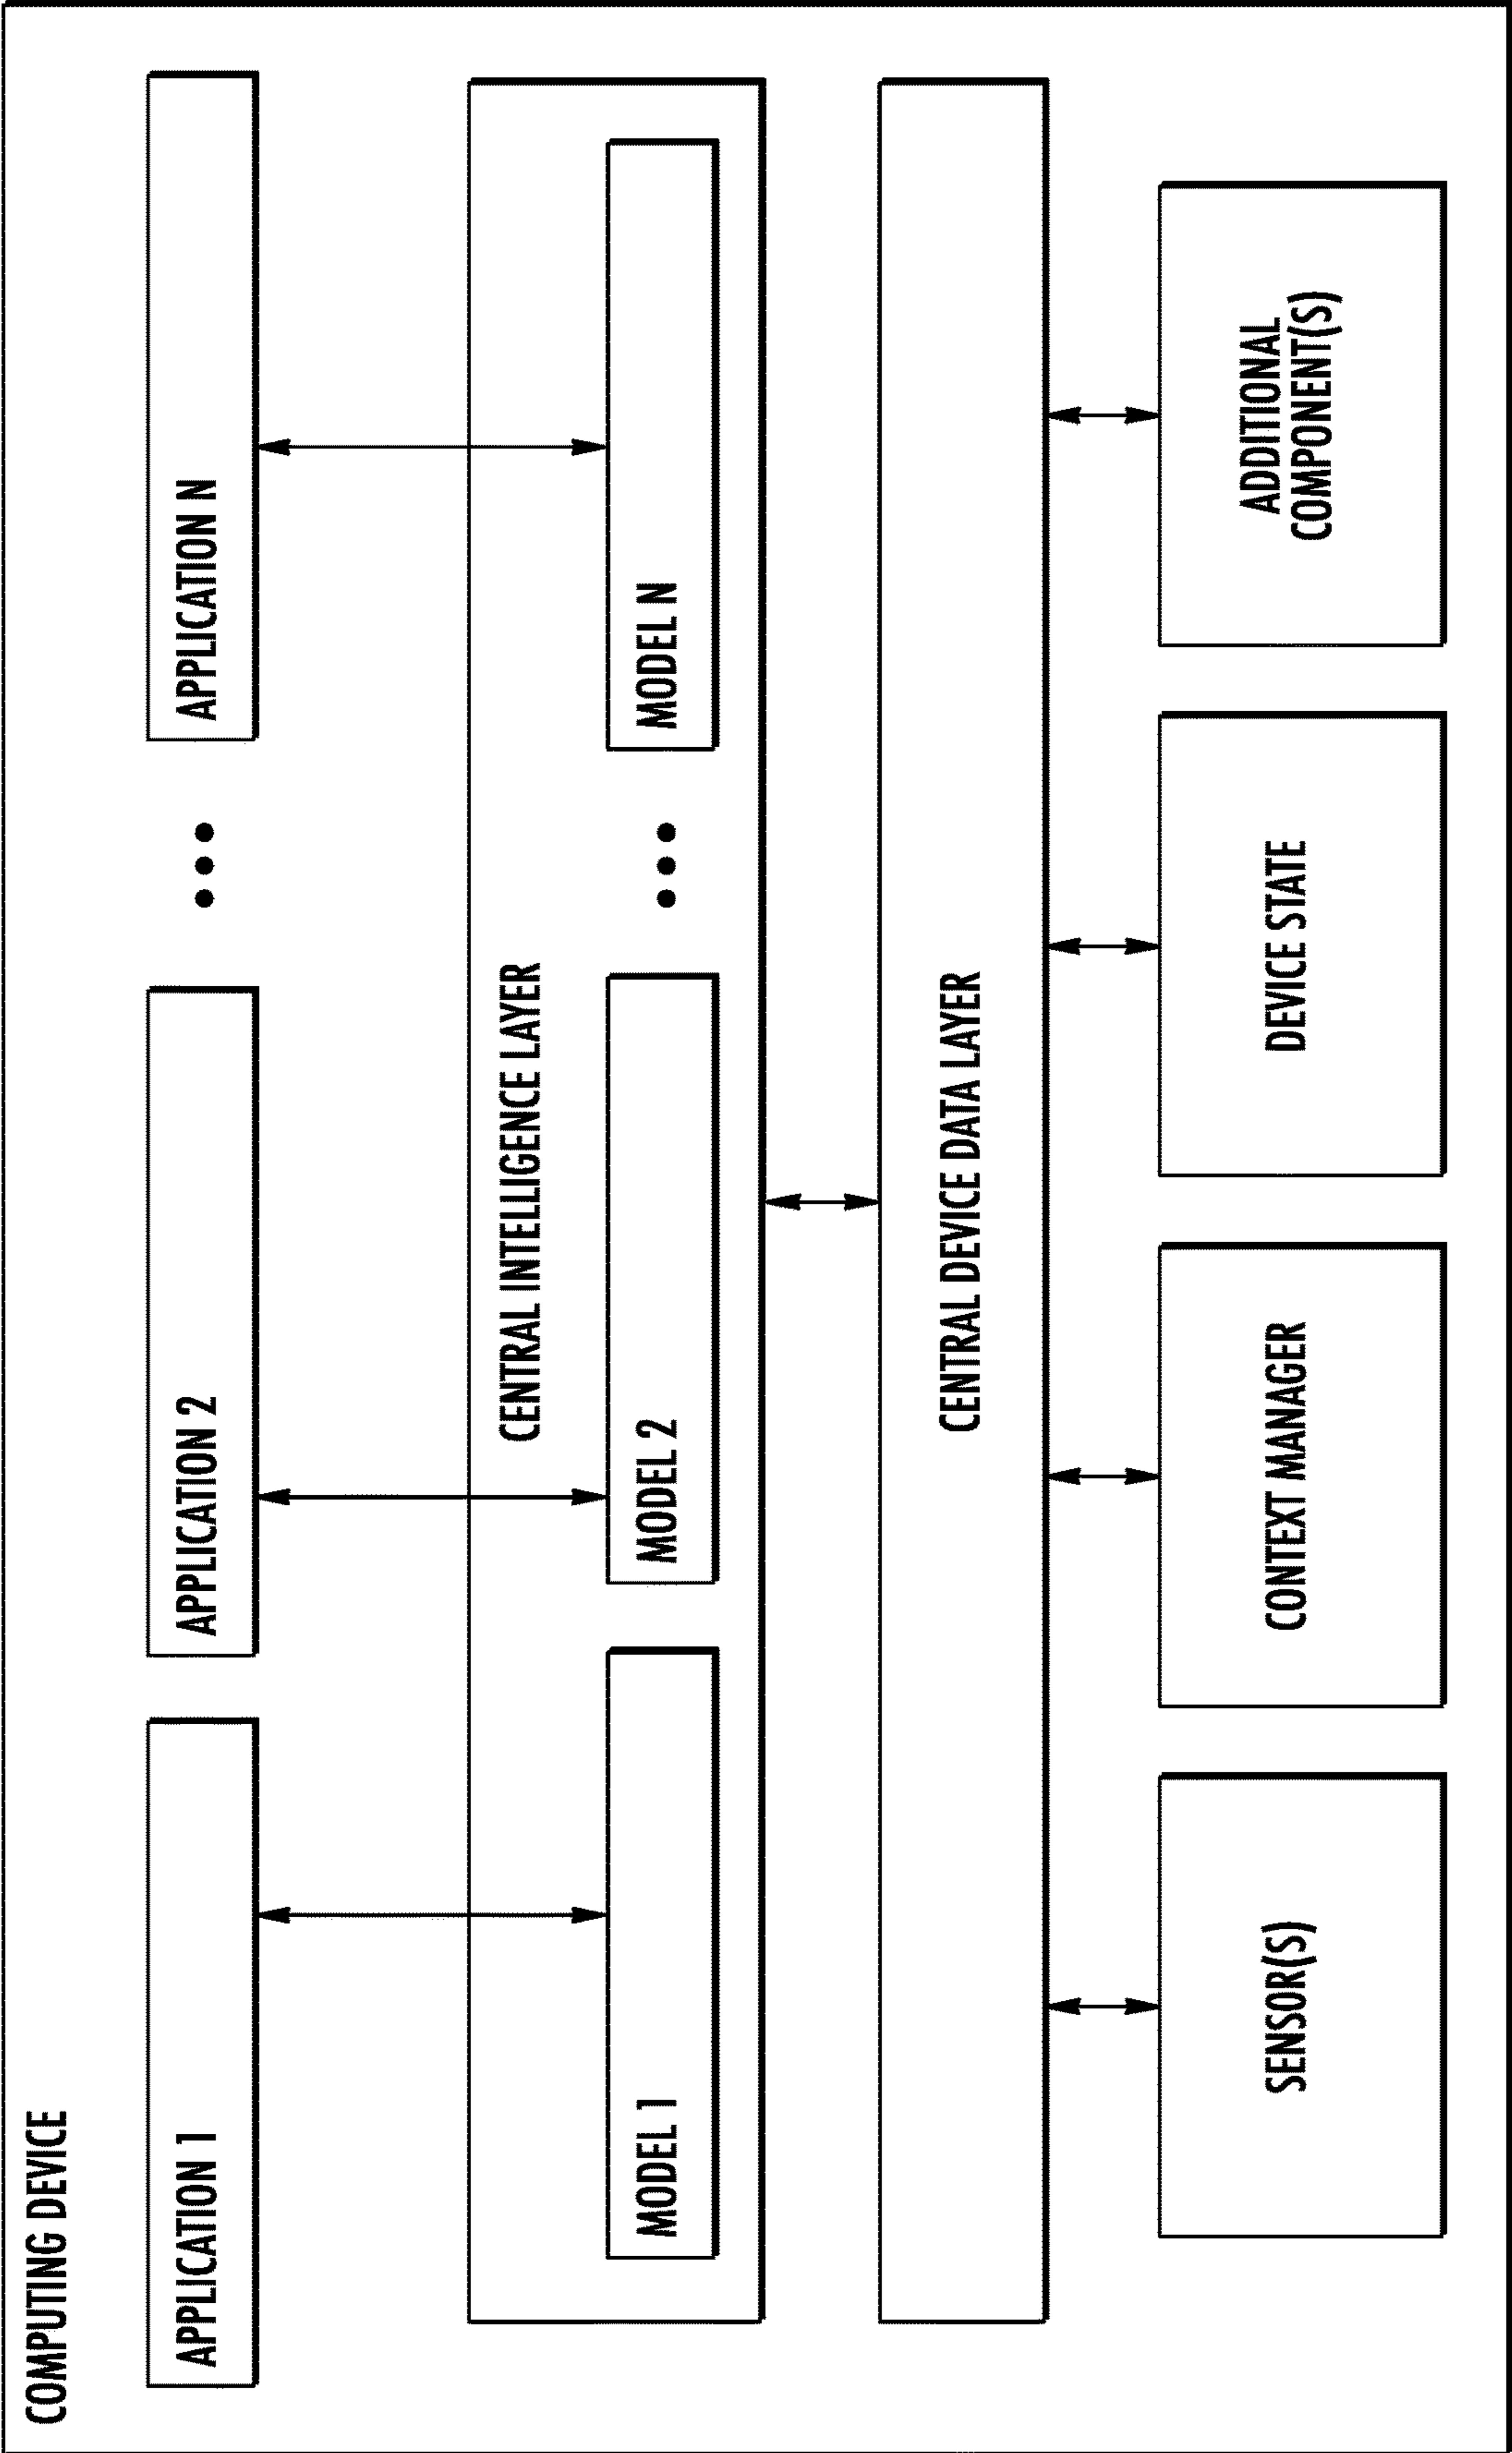 COMPUTING DEVICE
APPLICATION 1
APPLICATION 2
APPLICATION N
CENTRAL INTELLIGENCE LAYER
MODEL 1
MODEL 2
MODEL N
CENTRAL DEVICE DATA LAYER
SENSOR(S)
CONTEXT MANAGER
DEVICE STATE
ADDITIONAL
COMPONENT(S)